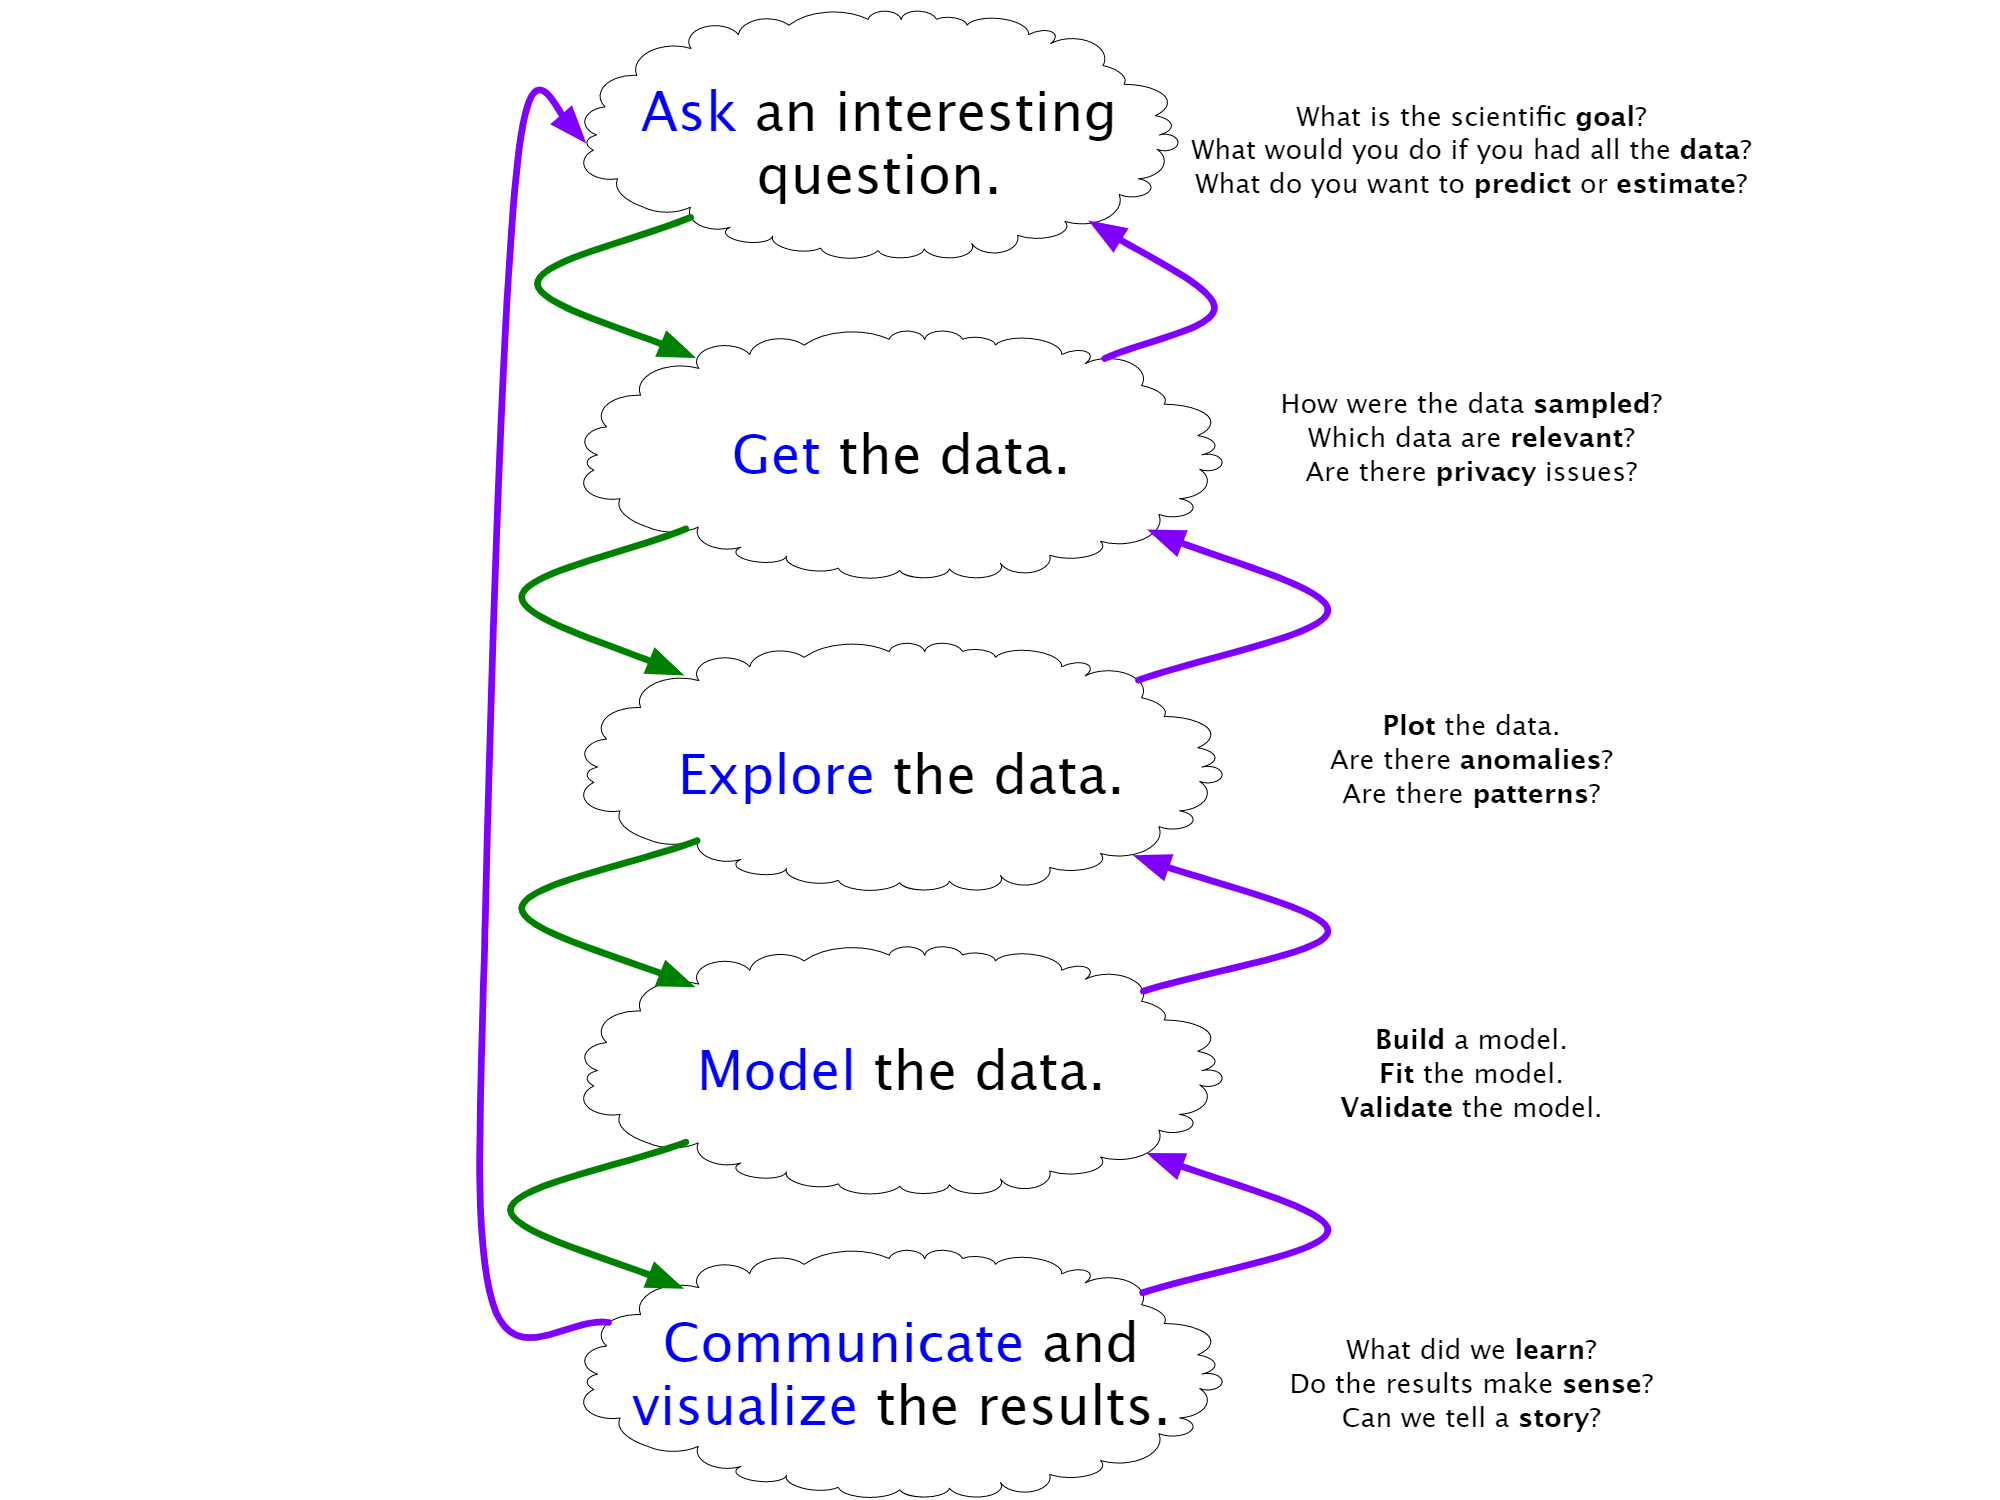 Ask an interesting
question.
What is the scientific goal?
What would you do if you had all the data?
What do you want to predict or estimate?
Get the data.
How were the data sampled?
Which data are relevant?
Are there privacy issues?
Explore the data.
Plot the data.
Are there anomalies?
Are there patterns?
Model the data.
Build a model.
Fit the model.
Validate the model.
Communicate and
visualize the results.
What did we learn?
Do the results make sense?
Can we tell a story?